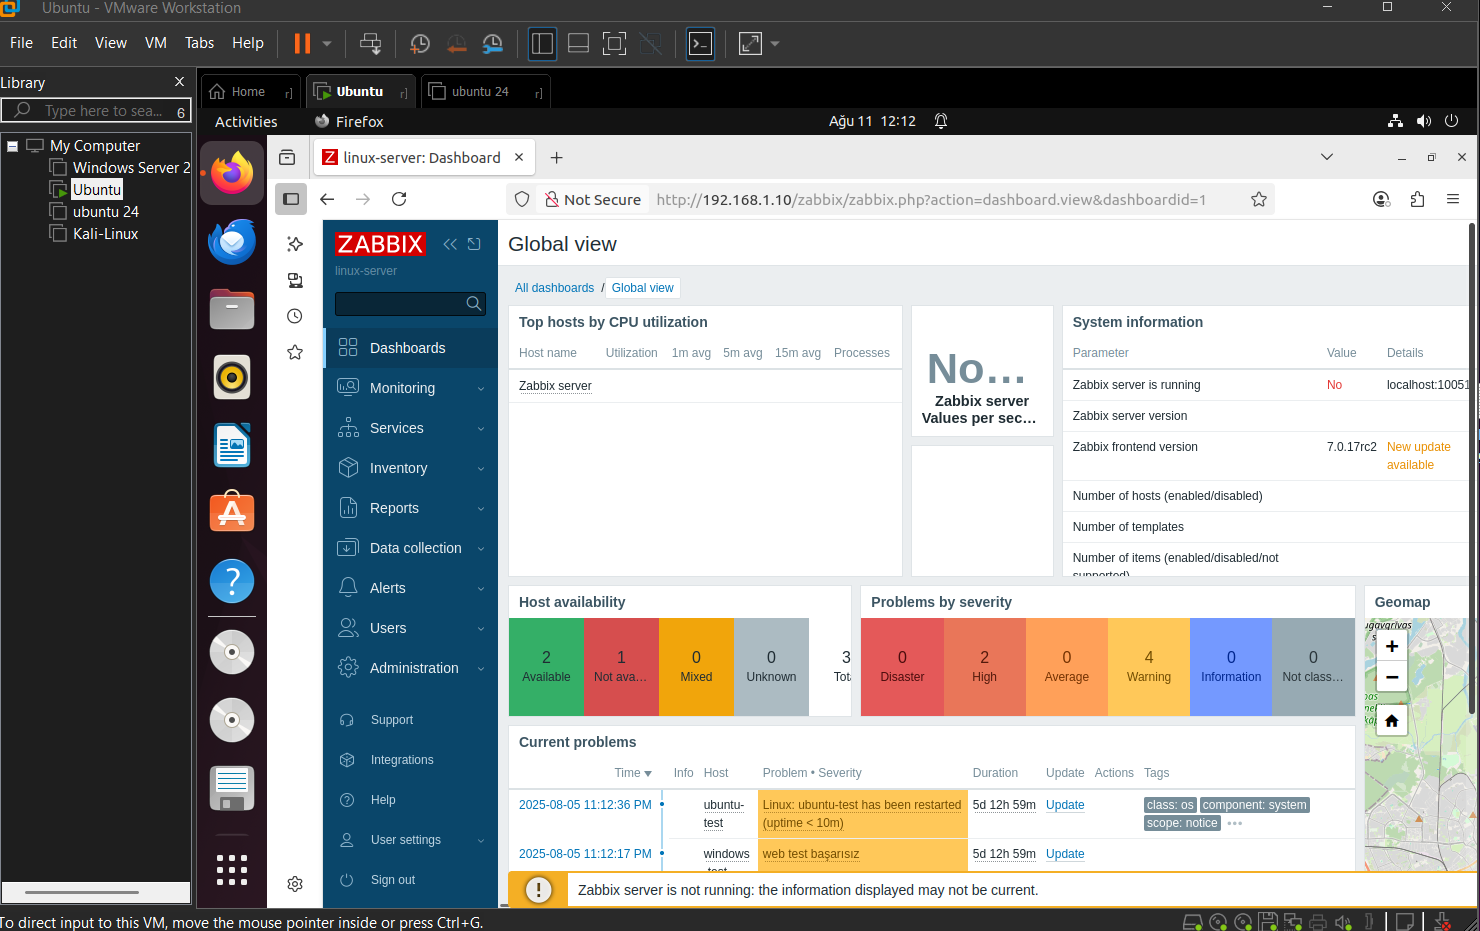 Ubuntu - VMware Workstation
File Edit View VM Tabs Help
Library
Type here to sea... 6
My Computer
Windows Server 2
Ubuntu
ubuntu 24
Kali-Linux
Home
Ubuntu
ubuntu 24
Activities Firefox Ağu 11 12:12
linux-server: Dashboard
Not Secure http://192.168.1.10/zabbix/zabbix.php?action=dashboard.view&dashboardid=1
ZABBIX
linux-server
Dashboards
Monitoring
Services
Inventory
Reports
Data collection
Alerts
Users
Administration
Support
Integrations
Help
User settings
Sign out
Global view
All dashboards / Global view
Top hosts by CPU utilization
Host name Utilization 1m avg 5m avg 15m avg Processes
Zabbix server
No...
Zabbix server
Values per sec...
System information
Parameter Value Details
Zabbix server is running No localhost:10051
Zabbix server version
Zabbix frontend version 7.0.17rc2 New update
available
Number of hosts (enabled/disabled)
Number of templates
Number of items (enabled/disabled/not
supported)
Host availability
2 Available
1 Not ava...
0 Mixed
0 Unknown
3
Problems by severity
0 Disaster
2 High
0 Average
4 Warning
0 Information
0 Not class...
Geomap
Current problems
Time Info Host Problem • Severity Duration Update Actions Tags
2025-08-05 11:12:36 PM ubuntu-test Linux: ubuntu-test has been restarted 5d 12h 59m Update class: os component: system
(uptime < 10m) scope: notice
2025-08-05 11:12:17 PM windows web test başarısız 5d 12h 59m Update
Zabbix server is not running: the information displayed may not be current.
To direct input to this VM, move the mouse pointer inside or press Ctrl+G.